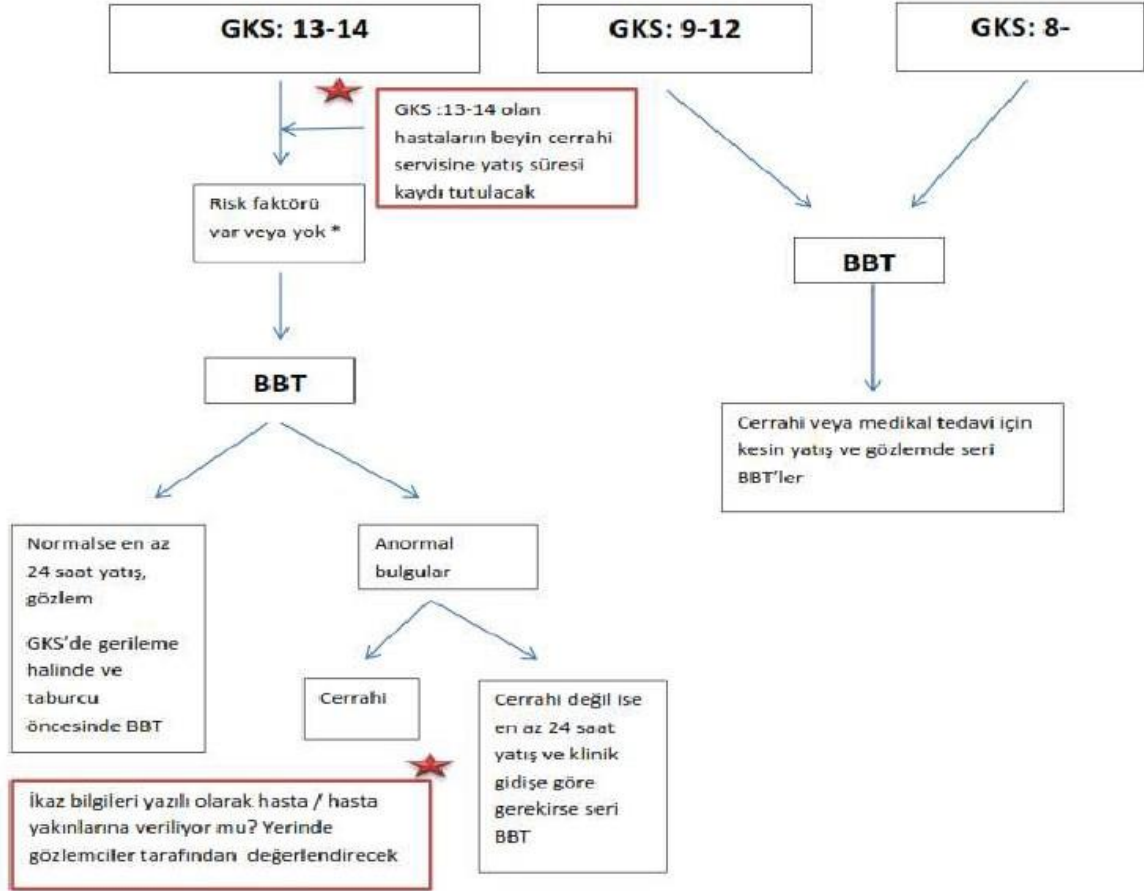 GKS: 13-14
GKS: 9-12
GKS: 8-
GKS :13-14 olan
hastaların beyin cerrahi
servisine yatış süresi
kaydı tutulacak
Risk faktörü
var veya yok *
BBT
BBT
Cerrahi veya medikal tedavi için
kesin yatış ve gözlemde seri
BBT'ler
Normalse en az
24 saat yatış,
gözlem
GKS'de gerileme
halinde ve
taburcu
öncesinde BBT
Anormal
bulgular
Cerrahi
Cerrahi değil ise
en az 24 saat
yatış ve klinik
gidişe göre
gerekirse seri
BBT
İkaz bilgileri yazılı olarak hasta / hasta
yakınlarına veriliyor mu? Yerinde
gözlemciler tarafından değerlendirecek